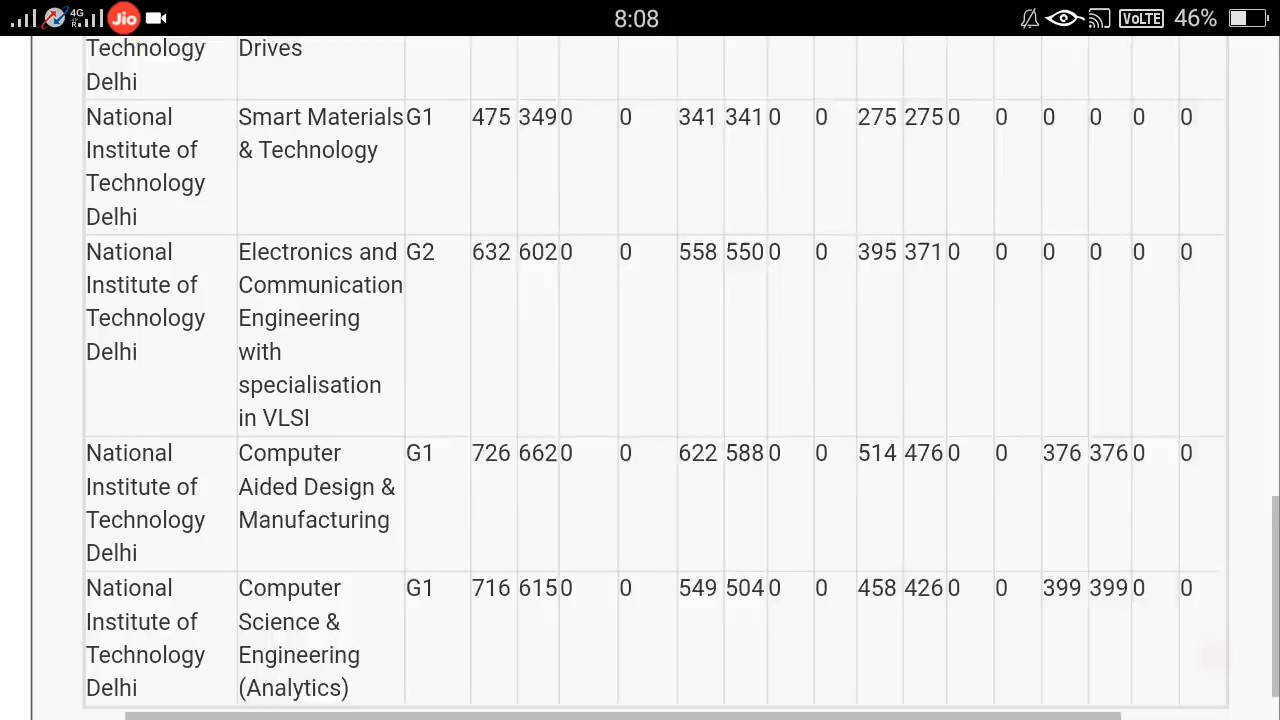 4G R Jio 8:08 VoLTE 46%
Technology Drives
Delhi
National Smart Materials G1 475 349 0 0 341 341 0 0 275 275 0 0 0 0 0 0
Institute of & Technology
Technology
Delhi
National Electronics and G2 632 602 0 0 558 550 0 0 395 371 0 0 0 0 0 0
Institute of Communication
Technology Engineering
Delhi with
specialisation
in VLSI
National Computer G1 726 662 0 0 622 588 0 0 514 476 0 0 376 376 0 0
Institute of Aided Design &
Technology Manufacturing
Delhi
National Computer G1 716 615 0 0 549 504 0 0 458 426 0 0 399 399 0 0
Institute of Science &
Technology Engineering
Delhi (Analytics)